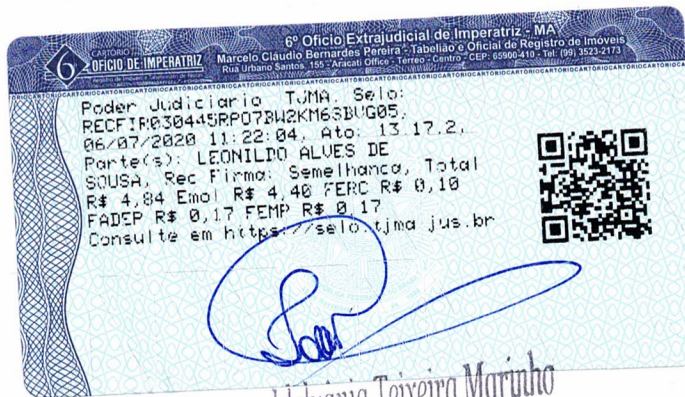 6º Ofício Extrajudicial de Imperatriz - MA
CARTÓRIO
6 OFÍCIO DE IMPERATRIZ
Marcelo Cláudio Bernardes Pereira - Tabelião e Oficial de Registro de Imóveis
Rua Urbano Santos, 155 - Aracati Office - Térreo - Centro - CEP: 65900-410 - Tel: (99) 3523-2173
Poder Judiciario TJMA. Selo:
RECFIR030445RPO7BW2KM6SBUG05,
06/07/2020 11:22:04, Ato: 13.17.2,
Parte(s): LEONILDO ALVES DE
SOUSA, Rec Firma: Semelhanca, Total
R$ 4,84 Emol R$ 4,40 FERC R$ 0,10
FADEP R$ 0,17 FEMP R$ 0,17
Consulte em https://selo.tjma.jus.br
Teixeira Marinho